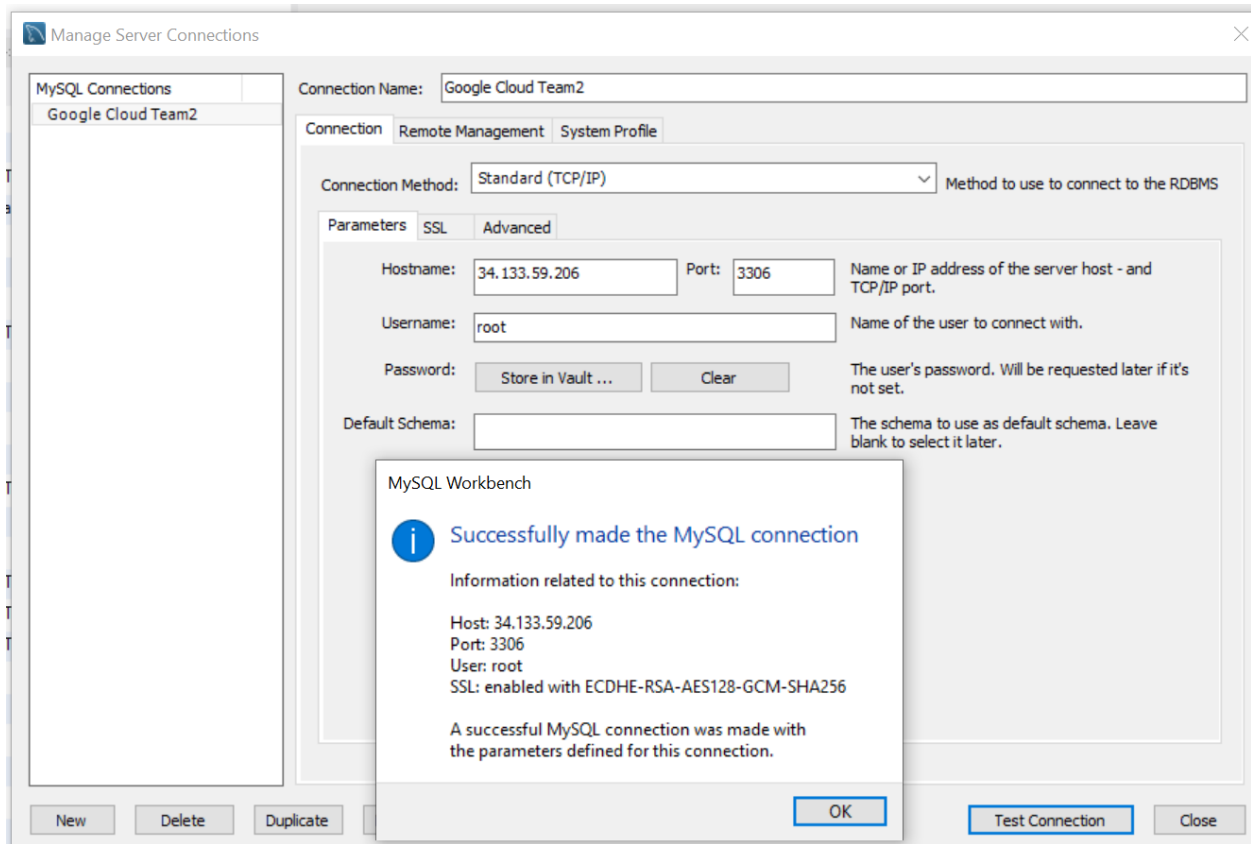 Manage Server Connections
MySQL Connections
Google Cloud Team2
Connection Name:
Google Cloud Team2
Connection
Remote Management
System Profile
Connection Method:
Standard (TCP/IP)
Method to use to connect to the RDBMS
Parameters
SSL
Advanced
Hostname:
34.133.59.206
Port:
3306
Name or IP address of the server host - and
TCP/IP port.
Username:
root
Name of the user to connect with.
Password:
Store in Vault ...
Clear
The user's password. Will be requested later if it's
not set.
Default Schema:
The schema to use as default schema. Leave
blank to select it later.
MySQL Workbench
Successfully made the MySQL connection
Information related to this connection:
Host: 34.133.59.206
Port: 3306
User: root
SSL: enabled with ECDHE-RSA-AES128-GCM-SHA256
A successful MySQL connection was made with
the parameters defined for this connection.
OK
New
Delete
Duplicate
Test Connection
Close